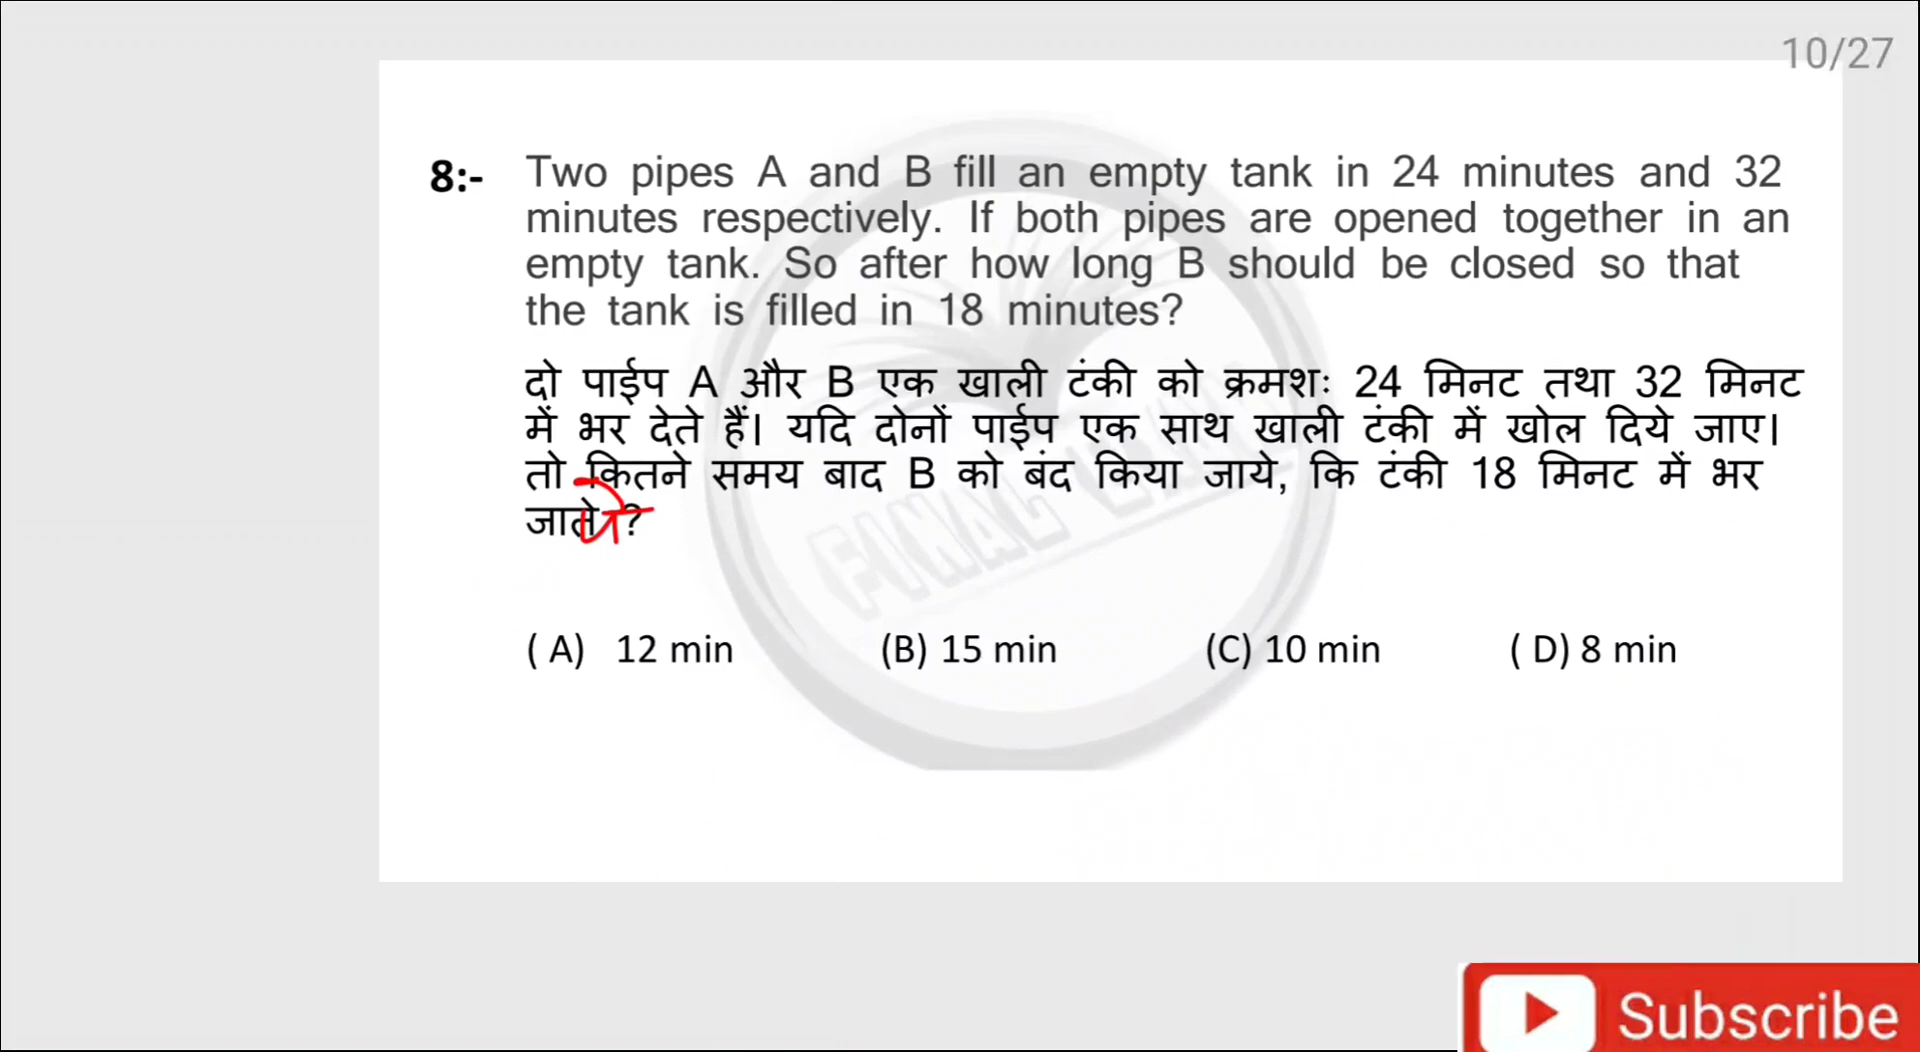 10/27
8:- Two pipes A and B fill an empty tank in 24 minutes and 32
minutes respectively. If both pipes are opened together in an
empty tank. So after how long B should be closed so that
the tank is filled in 18 minutes?
दो पाईप A और B एक खाली टंकी को क्रमशः 24 मिनट तथा 32 मिनट
में भर देते हैं। यदि दोनों पाईप एक साथ खाली टंकी में खोल दिये जाए।
तो कितने समय बाद B को बंद किया जाये, कि टंकी 18 मिनट में भर
जाते ?
( A) 12 min (B) 15 min (C) 10 min ( D) 8 min
FINAL
Subscribe